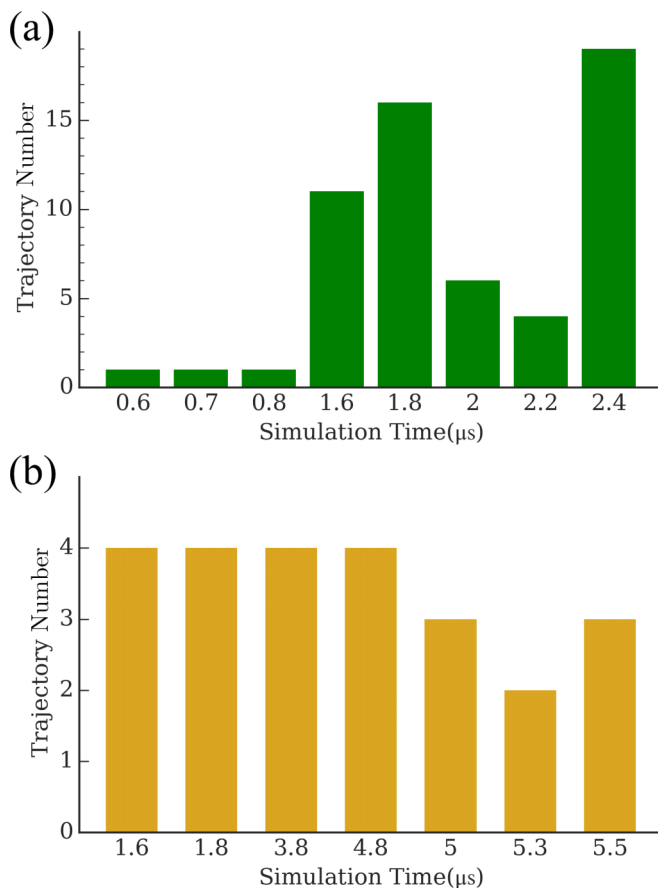 (a)
Trajectory Number
15
10
5
0
0.6 0.7 0.8 1.6 1.8 2 2.2 2.4
Simulation Time(μs)
(b)
Trajectory Number
4
3
2
1
0
1.6 1.8 3.8 4.8 5 5.3 5.5
Simulation Time(μs)